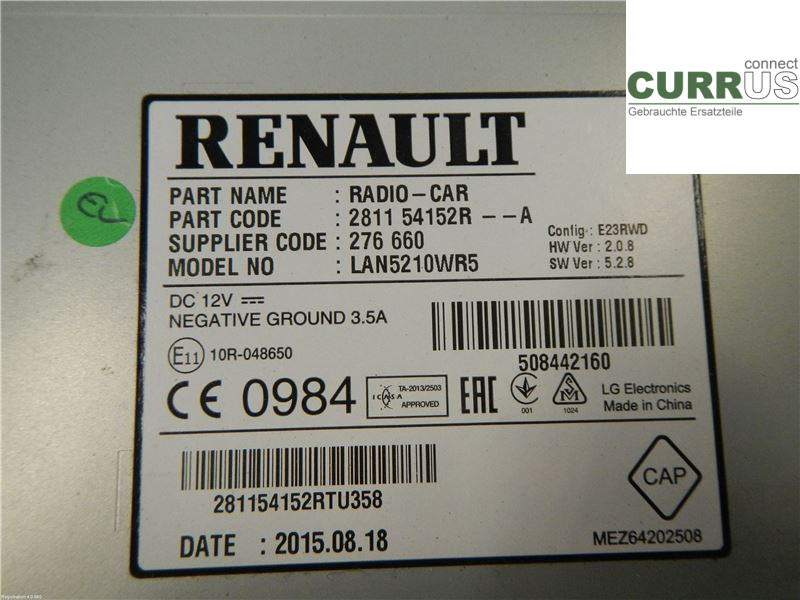 connect
CURRUS
Gebrauchte Ersatzteile
RENAULT
PART NAME : RADIO-CAR
PART CODE : 2811 54152R --A
SUPPLIER CODE : 276 660
MODEL NO : LAN5210WR5
Config : E23RWD
HW Ver : 2.0.8
SW Ver : 5.2.8
DC 12V
NEGATIVE GROUND 3.5A
508442160
E11 10R-048650
CE 0984
ICASA
TA-2013/2503
APPROVED
EAC
001
SM
1024
LG Electronics
Made in China
281154152RTU358
CAP
DATE : 2015.08.18
MEZ64202508